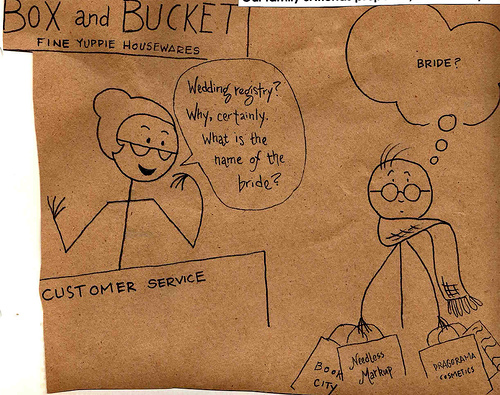 BOX and BUCKET
FINE YUPPIE HOUSEWARES
Wedding registry?
Why, certainly.
What is the
name of the
bride?
BRIDE?
CUSTOMER SERVICE
BOOK
CITY
Needless
Markup
DRAGORAMA
COSMETICS